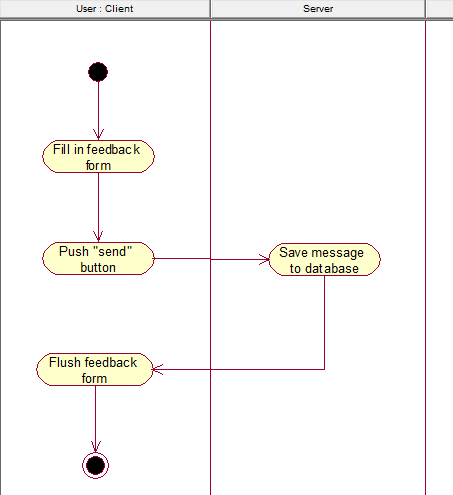 User : Client
Server
Fill in feedback
form
Push "send"
button
Save message
to database
Flush feedback
form